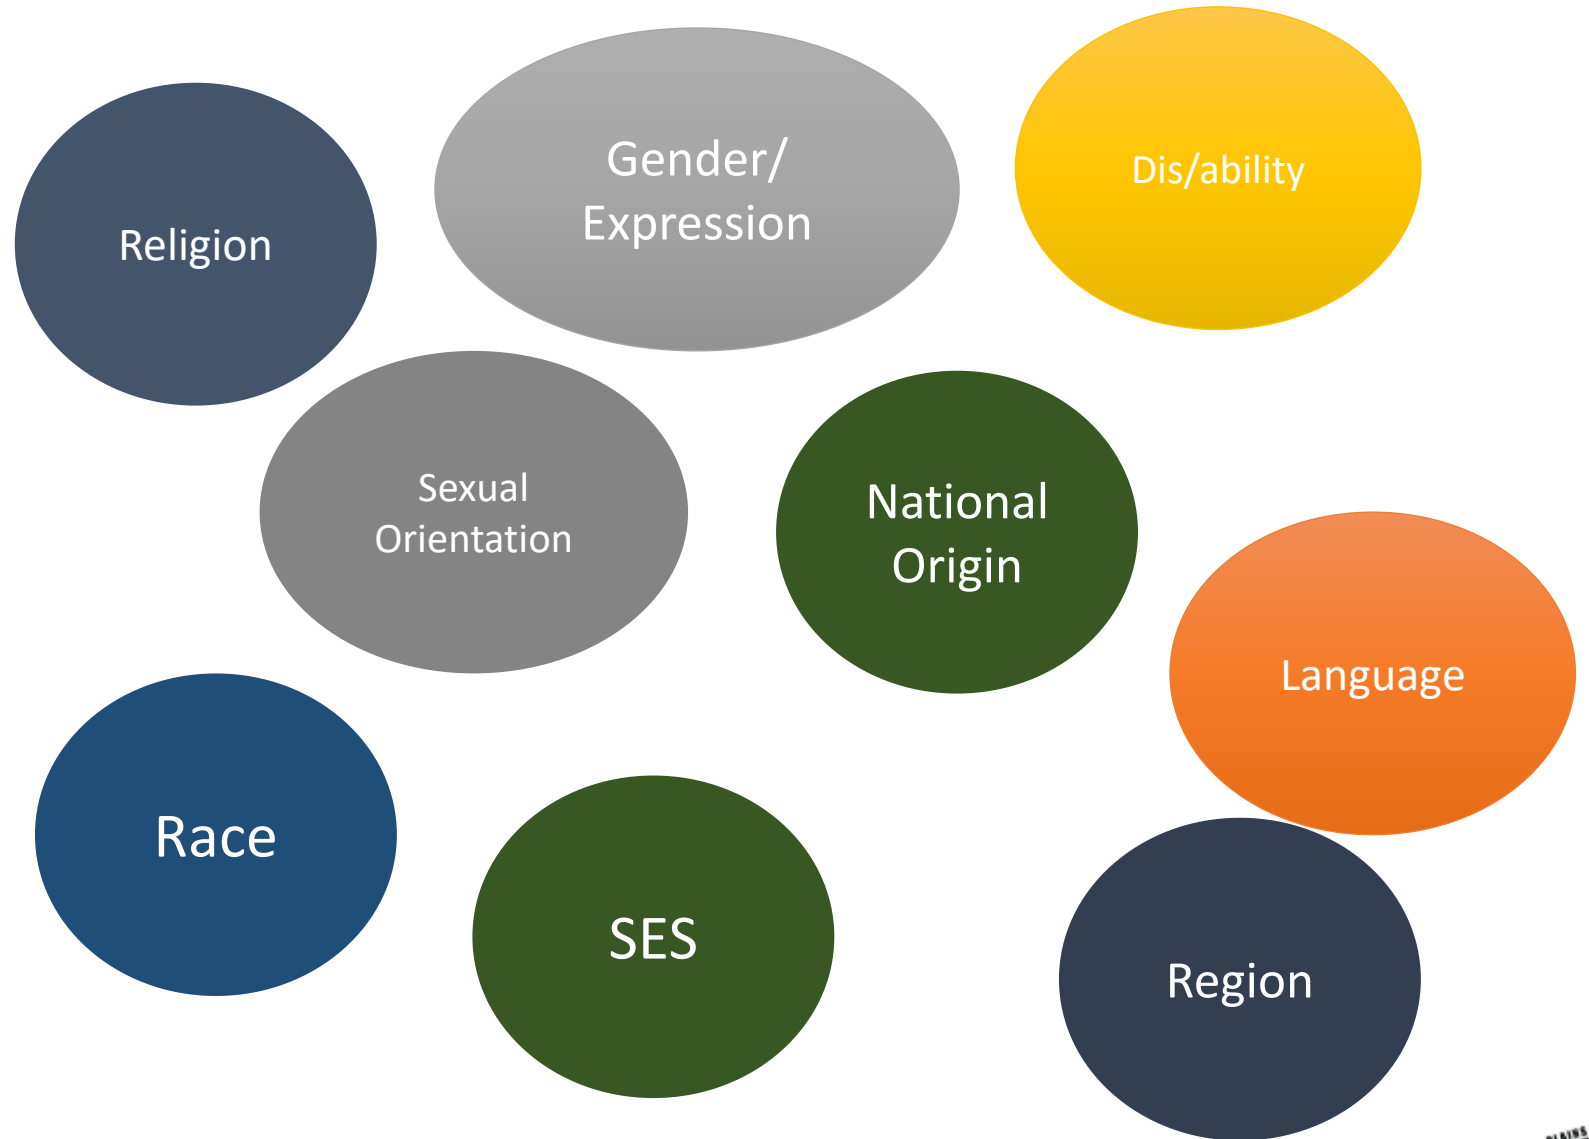 Religion
Gender/
Expression
Dis/ability
Sexual
Orientation
National
Origin
Language
Race
SES
Region